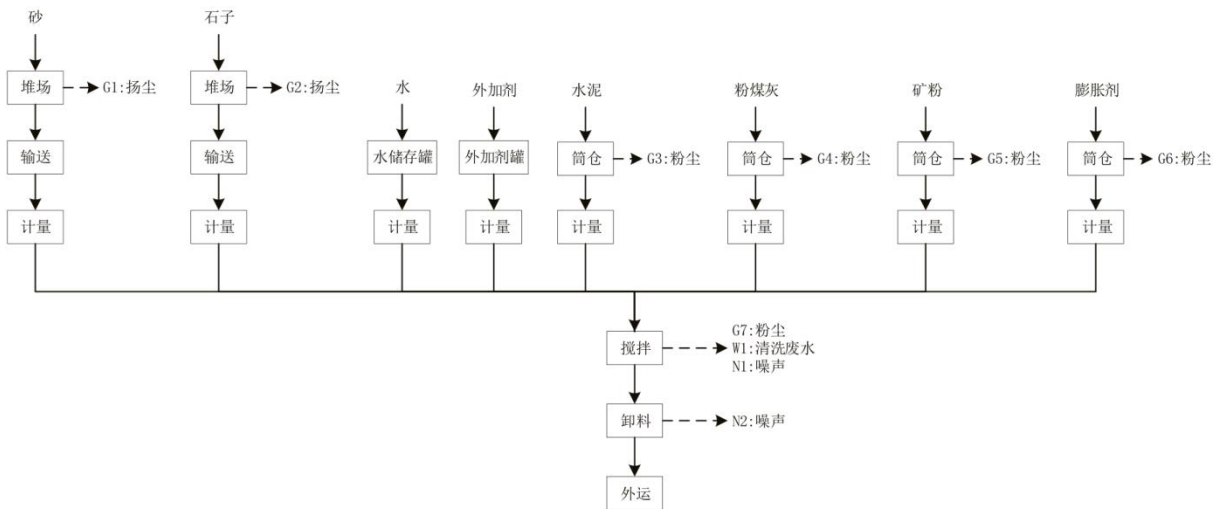 砂
石子
堆场
G1:扬尘
堆场
G2:扬尘
水
外加剂
水泥
粉煤灰
矿粉
膨胀剂
输送
输送
水储存罐
外加剂罐
筒仓
G3:粉尘
筒仓
G4:粉尘
筒仓
G5:粉尘
筒仓
G6:粉尘
计量
计量
计量
计量
计量
计量
计量
计量
搅拌
G7:粉尘
W1:清洗废水
N1:噪声
卸料
N2:噪声
外运